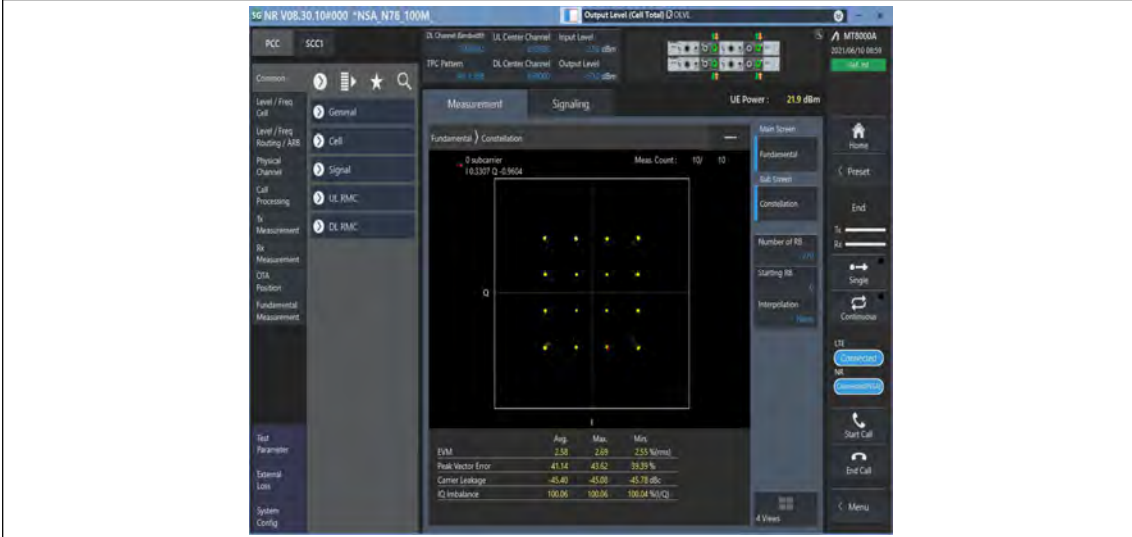 5G NR V08.30.10#000 *NSA_N78_100M_
Output Level (Cell Total) OLVL
PCC SCC1
DL Channel Bandwidth UL Center Channel Input Level
dBm
TPC Pattern DL Center Channel Output Level
dBm
MT8000A
2021/06/10 08:59
Common
Level / Freq
Cell
Level / Freq
Routing / ARB
Physical
Channel
Call
Processing
Tx
Measurement
Rx
Measurement
OTA
Position
Fundamental
Measurement
Test
Parameter
External
Loss
System
Config
General
Cell
Signal
UL RMC
DL RMC
Measurement Signaling
UE Power : 21.9 dBm
Fundamental Constellation
0 subcarrier Meas. Count : 10/ 10
I 0.3307 Q -0.9604
Q
I
Avg. Max. Min.
EVM 2.58 2.69 2.55 %(rms)
Peak Vector Error 41.14 43.62 39.39 %
Carrier Leakage -45.40 -45.08 -45.78 dBc
IQ Imbalance 100.06 100.06 100.04 %(I/Q)
Main Screen
Fundamental
Sub Screen
Constellation
Number of RB
Starting RB
Interpolation
4 Views
Home
Preset
End
Tx
Rx
Single
Continuous
LTE
Connected
NR
Start Call
End Call
Menu